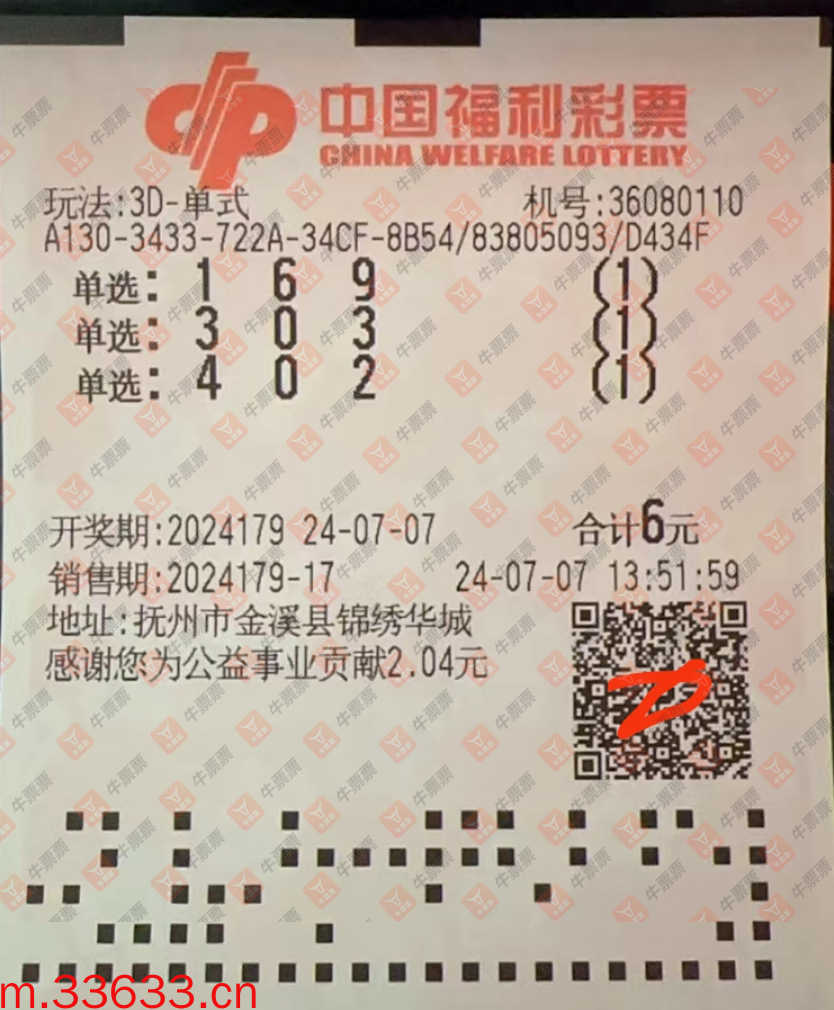 中国福利彩票
CHINA WELFARE LOTTERY
玩法:3D-单式 机号:36080110
A130-3433-722A-34CF-8B54/83805093/D434F
单选: 1 6 9 (1)
单选: 3 0 3 (1)
单选: 4 0 2 (1)
开奖期:2024179 24-07-07 合计6元
销售期:2024179-17 24-07-07 13:51:59
地址:抚州市金溪县锦绣华城
感谢您为公益事业贡献2.04元
牛票票
m.33633.cn